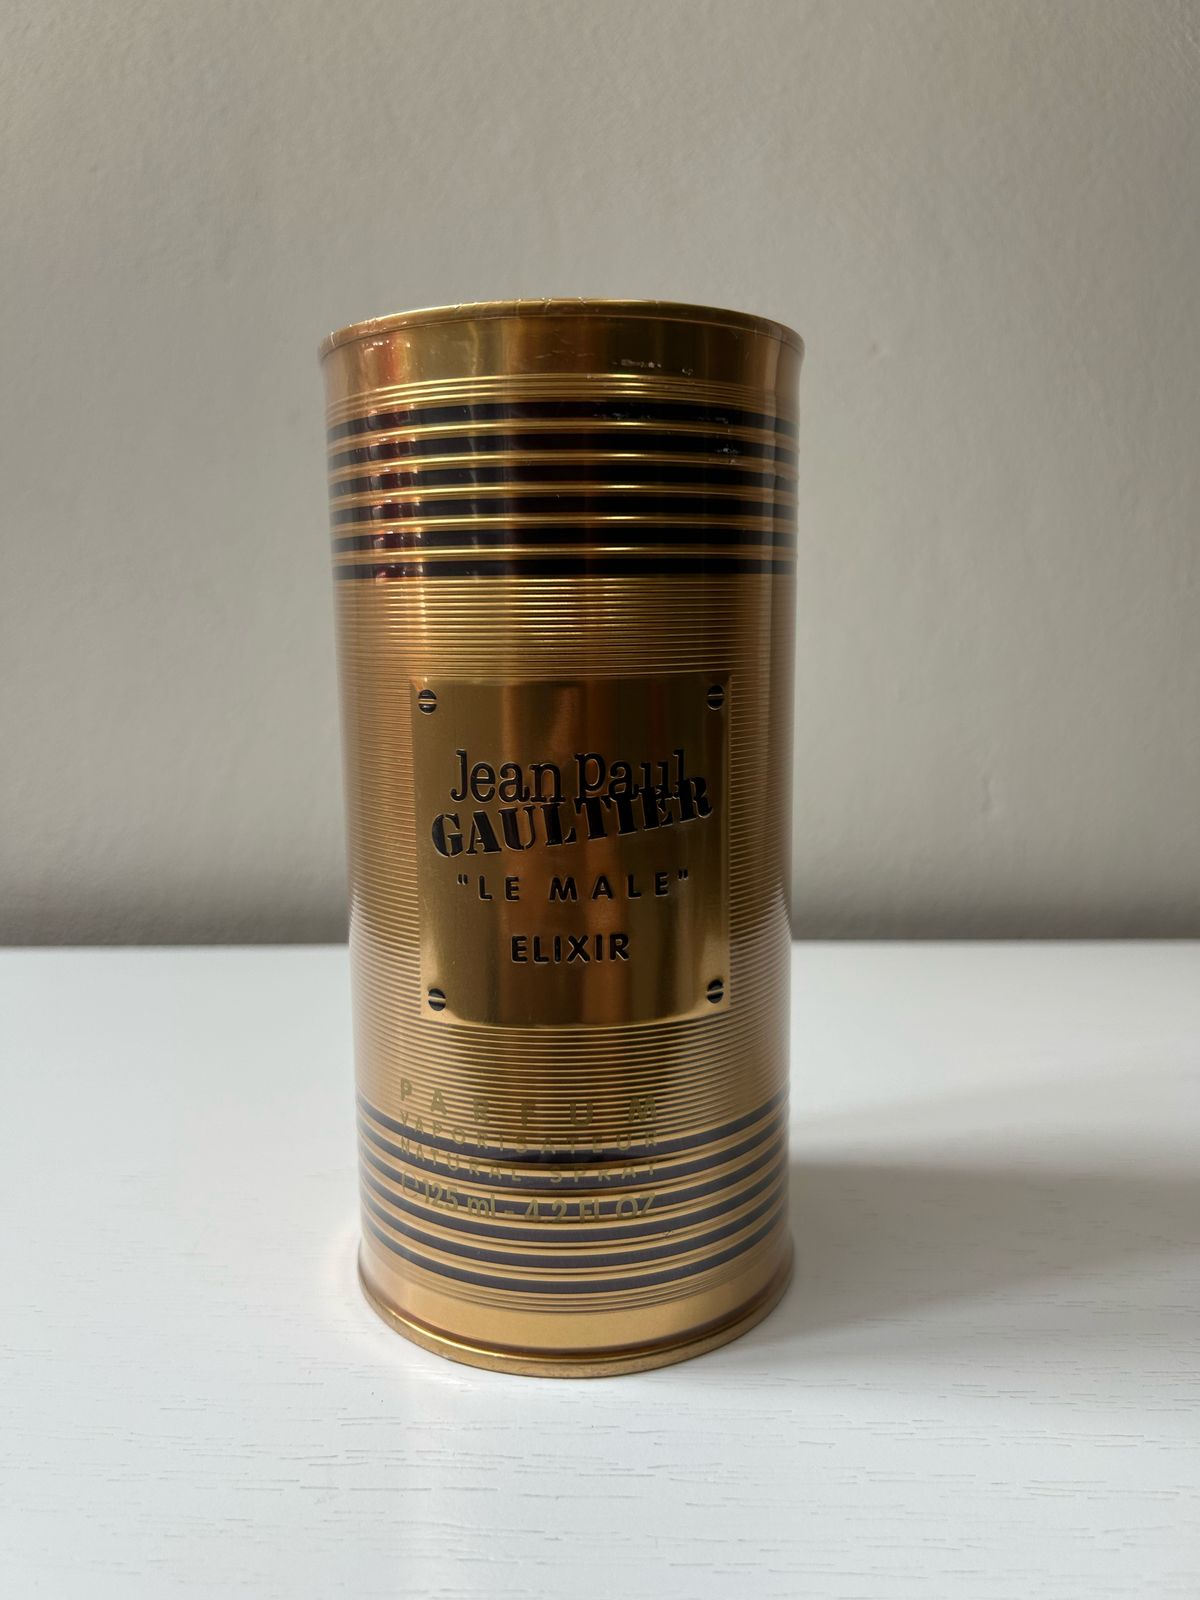 Jean Paul
GAULTIER
"LE MALE"
ELIXIR
PARFUM
VAPORISATEUR
NATURAL SPRAY
℮ 125 ml - 4.2 Fl. OZ